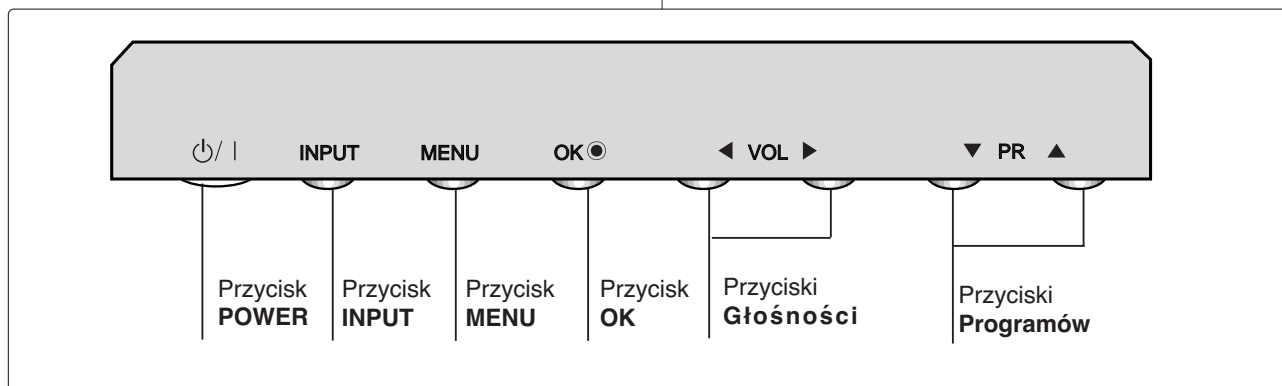 ⏻/ | INPUT MENU OK◉ ◀ VOL ▶ ▼ PR ▲
Przycisk
POWER
Przycisk
INPUT
Przycisk
MENU
Przycisk
OK
Przyciski
Głośności
Przyciski
Programów